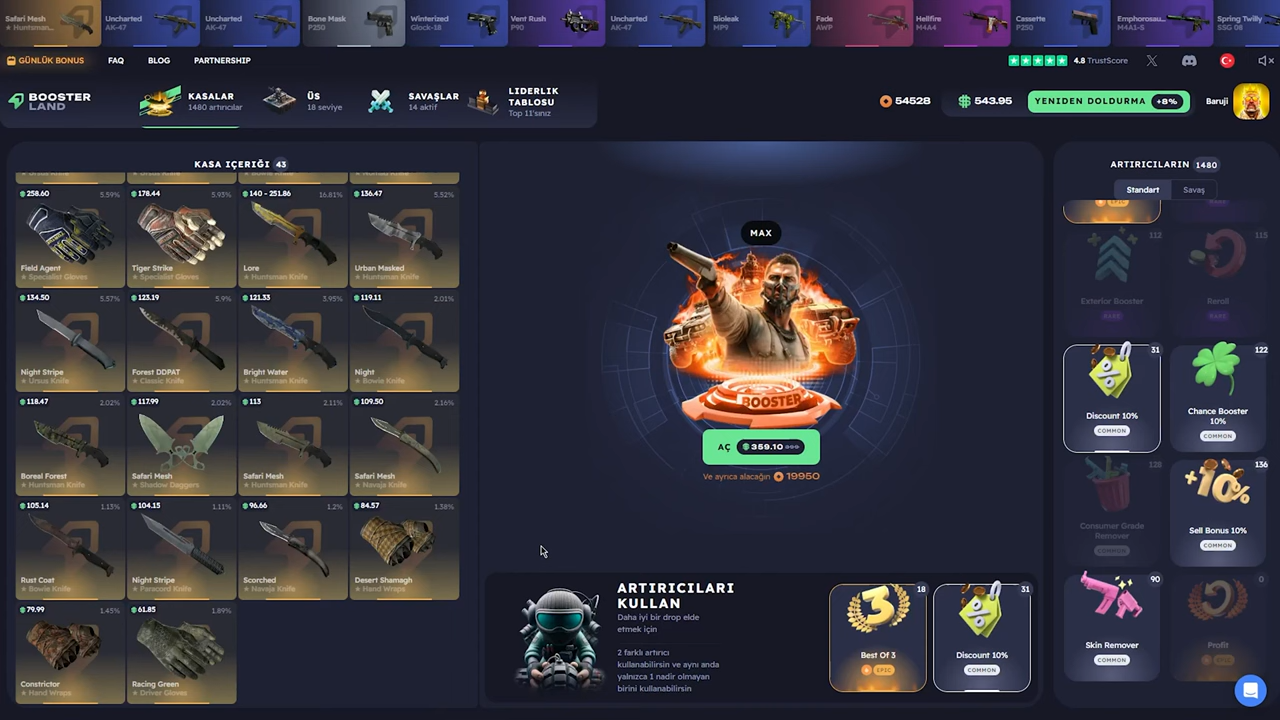 Safari Mesh
★ Huntsman...
Uncharted
AK-47
Uncharted
AK-47
Bone Mask
P250
Winterized
Glock-18
Vent Rush
P90
Uncharted
AK-47
Bioleak
MP9
Fade
AWP
Hellfire
M4A4
Cassette
P250
Emphorosau...
M4A1-S
Spring Twilly
SSG 08
GÜNLÜK BONUS
FAQ
BLOG
PARTNERSHIP
4.8 TrustScore
BOOSTER
LAND
KASALAR
1480 artırıcılar
ÜS
18 seviye
SAVAŞLAR
14 aktif
LIDERLIK
TABLOSU
Top 11'sınız
54528
543.95
YENIDEN DOLDURMA +8%
Baruji
KASA IÇERIĞI 43
258.60 5.59%
Field Agent
★ Specialist Gloves
178.44 5.93%
Tiger Strike
★ Specialist Gloves
140 - 251.86 16.81%
Lore
★ Huntsman Knife
136.47 5.52%
Urban Masked
★ Huntsman Knife
134.50 5.57%
Night Stripe
★ Ursus Knife
123.19 5.9%
Forest DDPAT
★ Classic Knife
121.33 5.95%
Bright Water
★ Huntsman Knife
119.11 2.01%
Night
★ Bowie Knife
118.47 2.02%
Boreal Forest
★ Huntsman Knife
117.99 2.02%
Safari Mesh
★ Shadow Daggers
113 2.11%
Safari Mesh
★ Huntsman Knife
109.50 2.16%
Safari Mesh
★ Navaja Knife
105.14 1.15%
Rust Coat
★ Bowie Knife
104.15 1.11%
Night Stripe
★ Paracord Knife
96.66 1.2%
Scorched
★ Navaja Knife
84.57 1.38%
Desert Shamagh
★ Hand Wraps
79.99 1.45%
Constrictor
★ Hand Wraps
61.85 1.89%
Racing Green
★ Driver Gloves
MAX
BOOSTER
AÇ 359.10
Ve ayrıca alacağın 19950
ARTIRICILARI
KULLAN
Daha iyi bir drop elde
etmek için
2 farklı artırıcı
kullanabilirsin ve aynı anda
yalnızca 1 nadir olmayan
birini kullanabilirsin
18
3
Best Of 3
EPIC
31
%
Discount 10%
COMMON
ARTIRICILARIN 1480
Standart
Savaş
EPIC
RARE
112
Exterior Booster
RARE
115
Reroll
RARE
31
%
Discount 10%
COMMON
122
Chance Booster
10%
COMMON
128
Consumer Grade
Remover
COMMON
136
+10%
Sell Bonus 10%
COMMON
90
Skin Remover
COMMON
0
Profit
EPIC